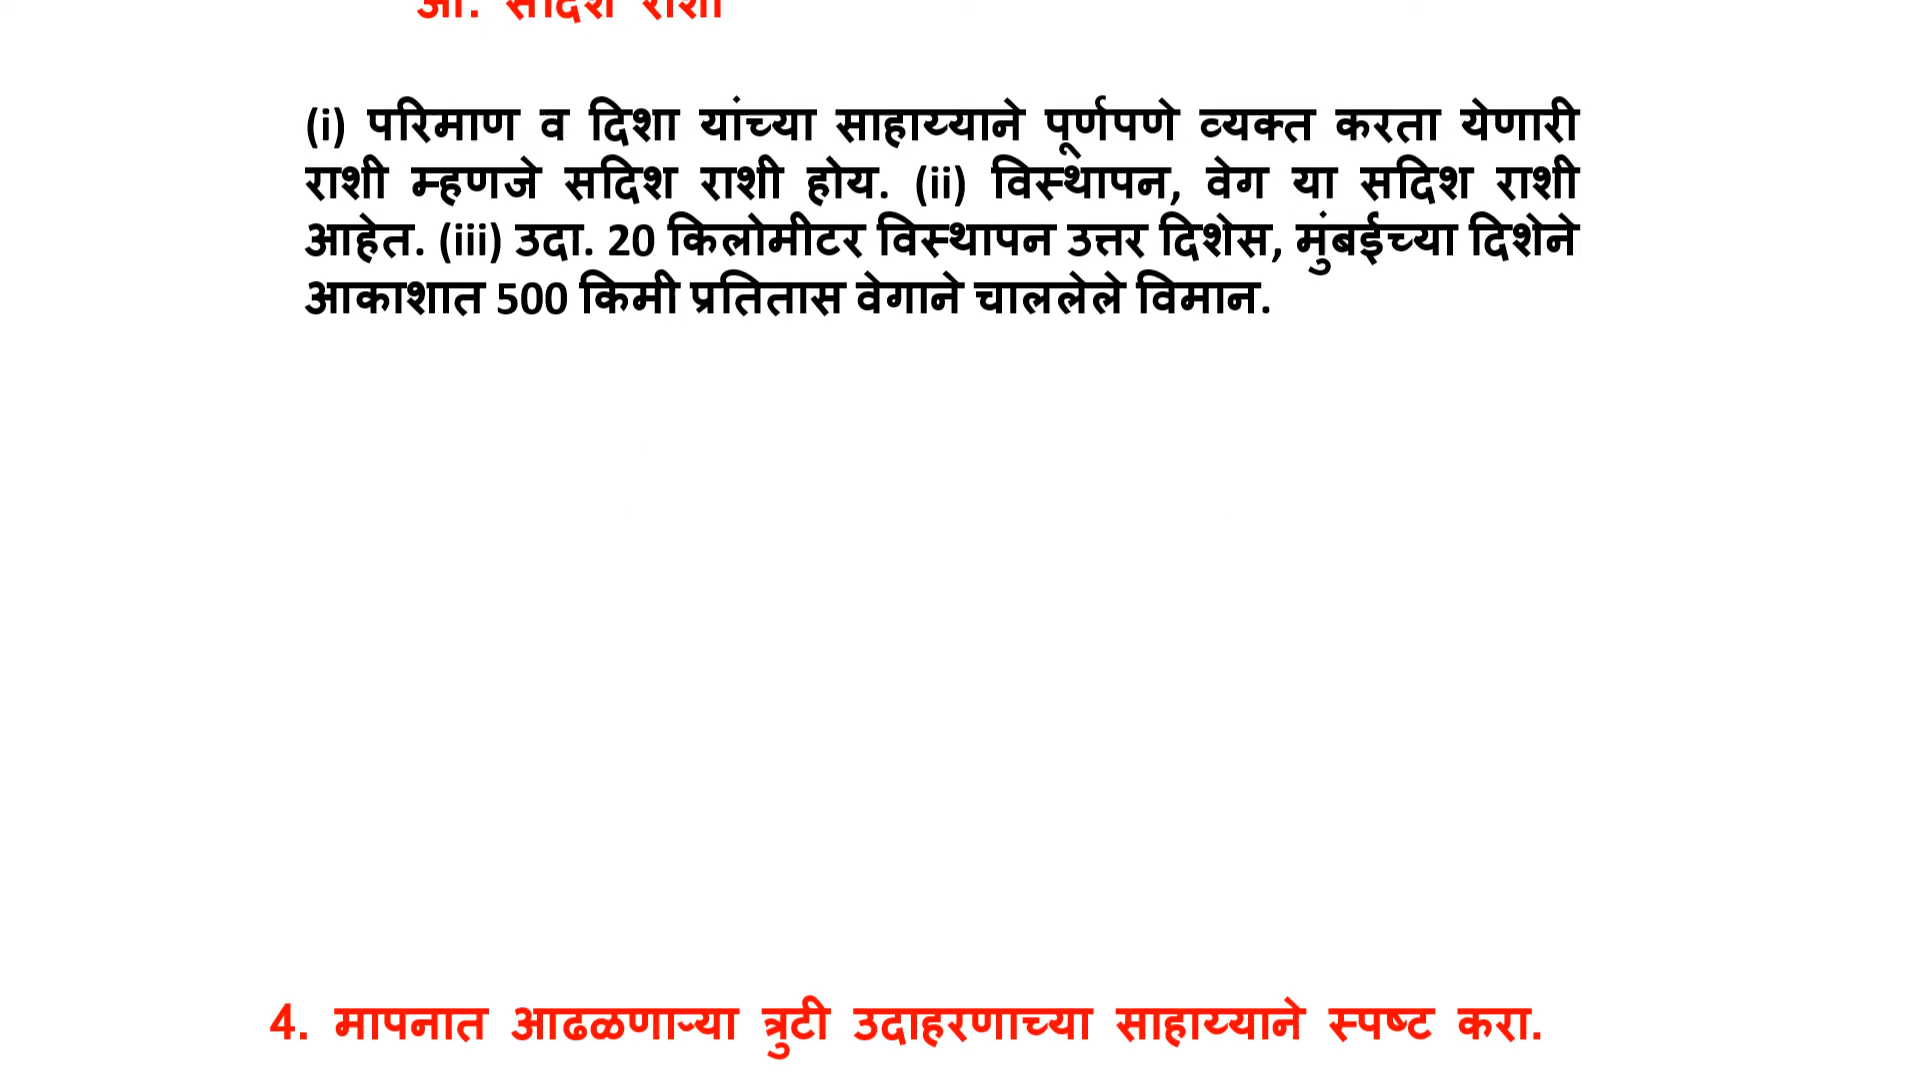 आ. सदिश राशी
(i) परिमाण व दिशा यांच्या साहाय्याने पूर्णपणे व्यक्त करता येणारी
राशी म्हणजे सदिश राशी होय. (ii) विस्थापन, वेग या सदिश राशी
आहेत. (iii) उदा. 20 किलोमीटर विस्थापन उत्तर दिशेस, मुंबईच्या दिशेने
आकाशात 500 किमी प्रतितास वेगाने चाललेले विमान.
4. मापनात आढळणाऱ्या त्रुटी उदाहरणाच्या साहाय्याने स्पष्ट करा.